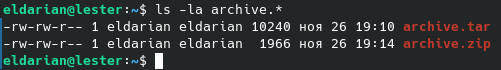 eldarian@lester:~$ ls -la archive.*
-rw-rw-r-- 1 eldarian eldarian 10240 ноя 26 19:10 archive.tar
-rw-rw-r-- 1 eldarian eldarian  1966 ноя 26 19:14 archive.zip
eldarian@lester:~$